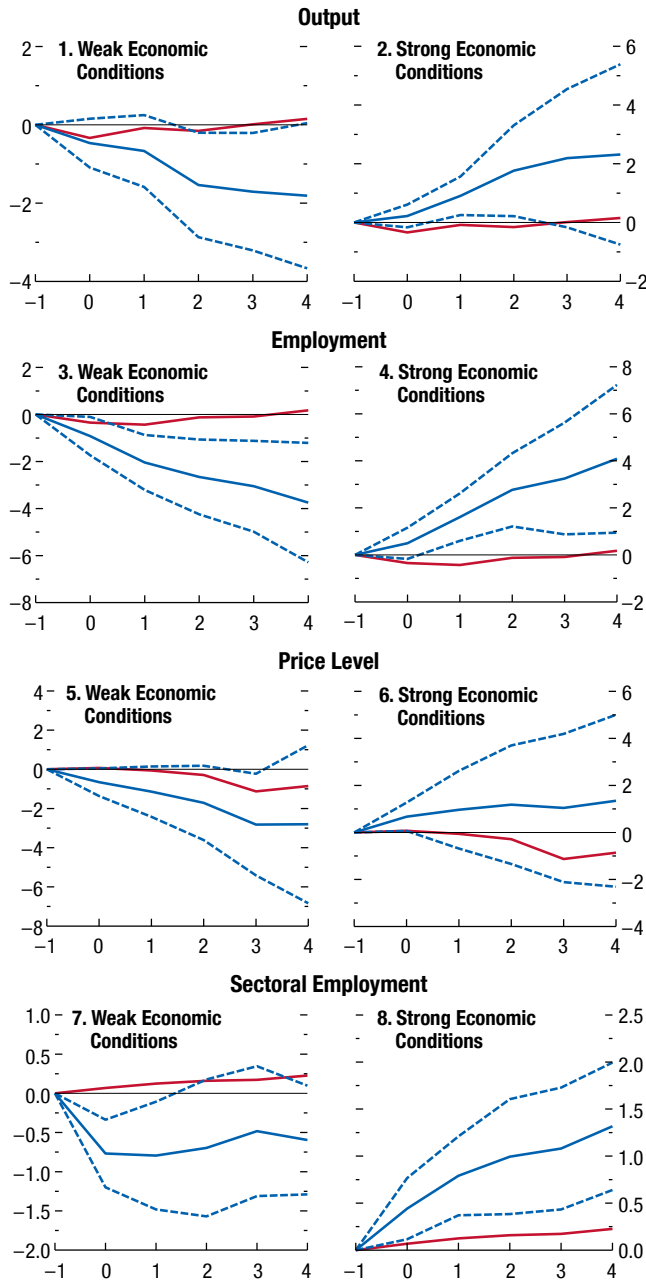 Output
1. Weak Economic
Conditions
2. Strong Economic
Conditions
2
0
−2
−4
6
4
2
0
−2
−1 0 1 2 3 4
−1 0 1 2 3 4
Employment
3. Weak Economic
Conditions
4. Strong Economic
Conditions
2
0
−2
−4
−6
−8
8
6
4
2
0
−2
−1 0 1 2 3 4
−1 0 1 2 3 4
Price Level
5. Weak Economic
Conditions
6. Strong Economic
Conditions
4
2
0
−2
−4
−6
−8
6
4
2
0
−2
−4
−1 0 1 2 3 4
−1 0 1 2 3 4
Sectoral Employment
7. Weak Economic
Conditions
8. Strong Economic
Conditions
1.0
0.5
0.0
−0.5
−1.0
−1.5
−2.0
2.5
2.0
1.5
1.0
0.5
0.0
−1 0 1 2 3 4
−1 0 1 2 3 4